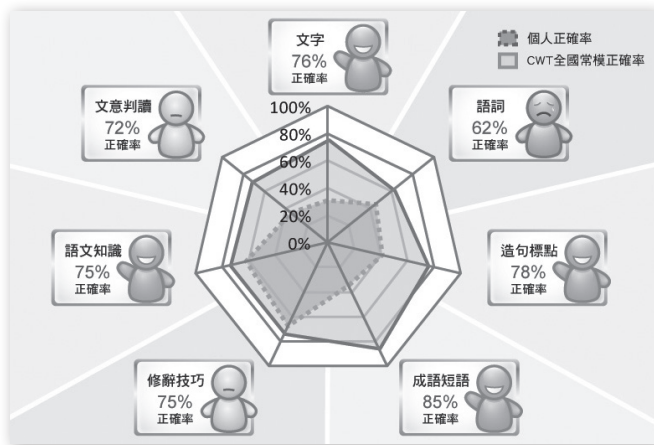 文字
76%
正確率
個人正確率
CWT全國常模正確率
文意判讀
72%
正確率
語詞
62%
正確率
100%
80%
60%
40%
20%
0%
語文知識
75%
正確率
造句標點
78%
正確率
修辭技巧
75%
正確率
成語短語
85%
正確率